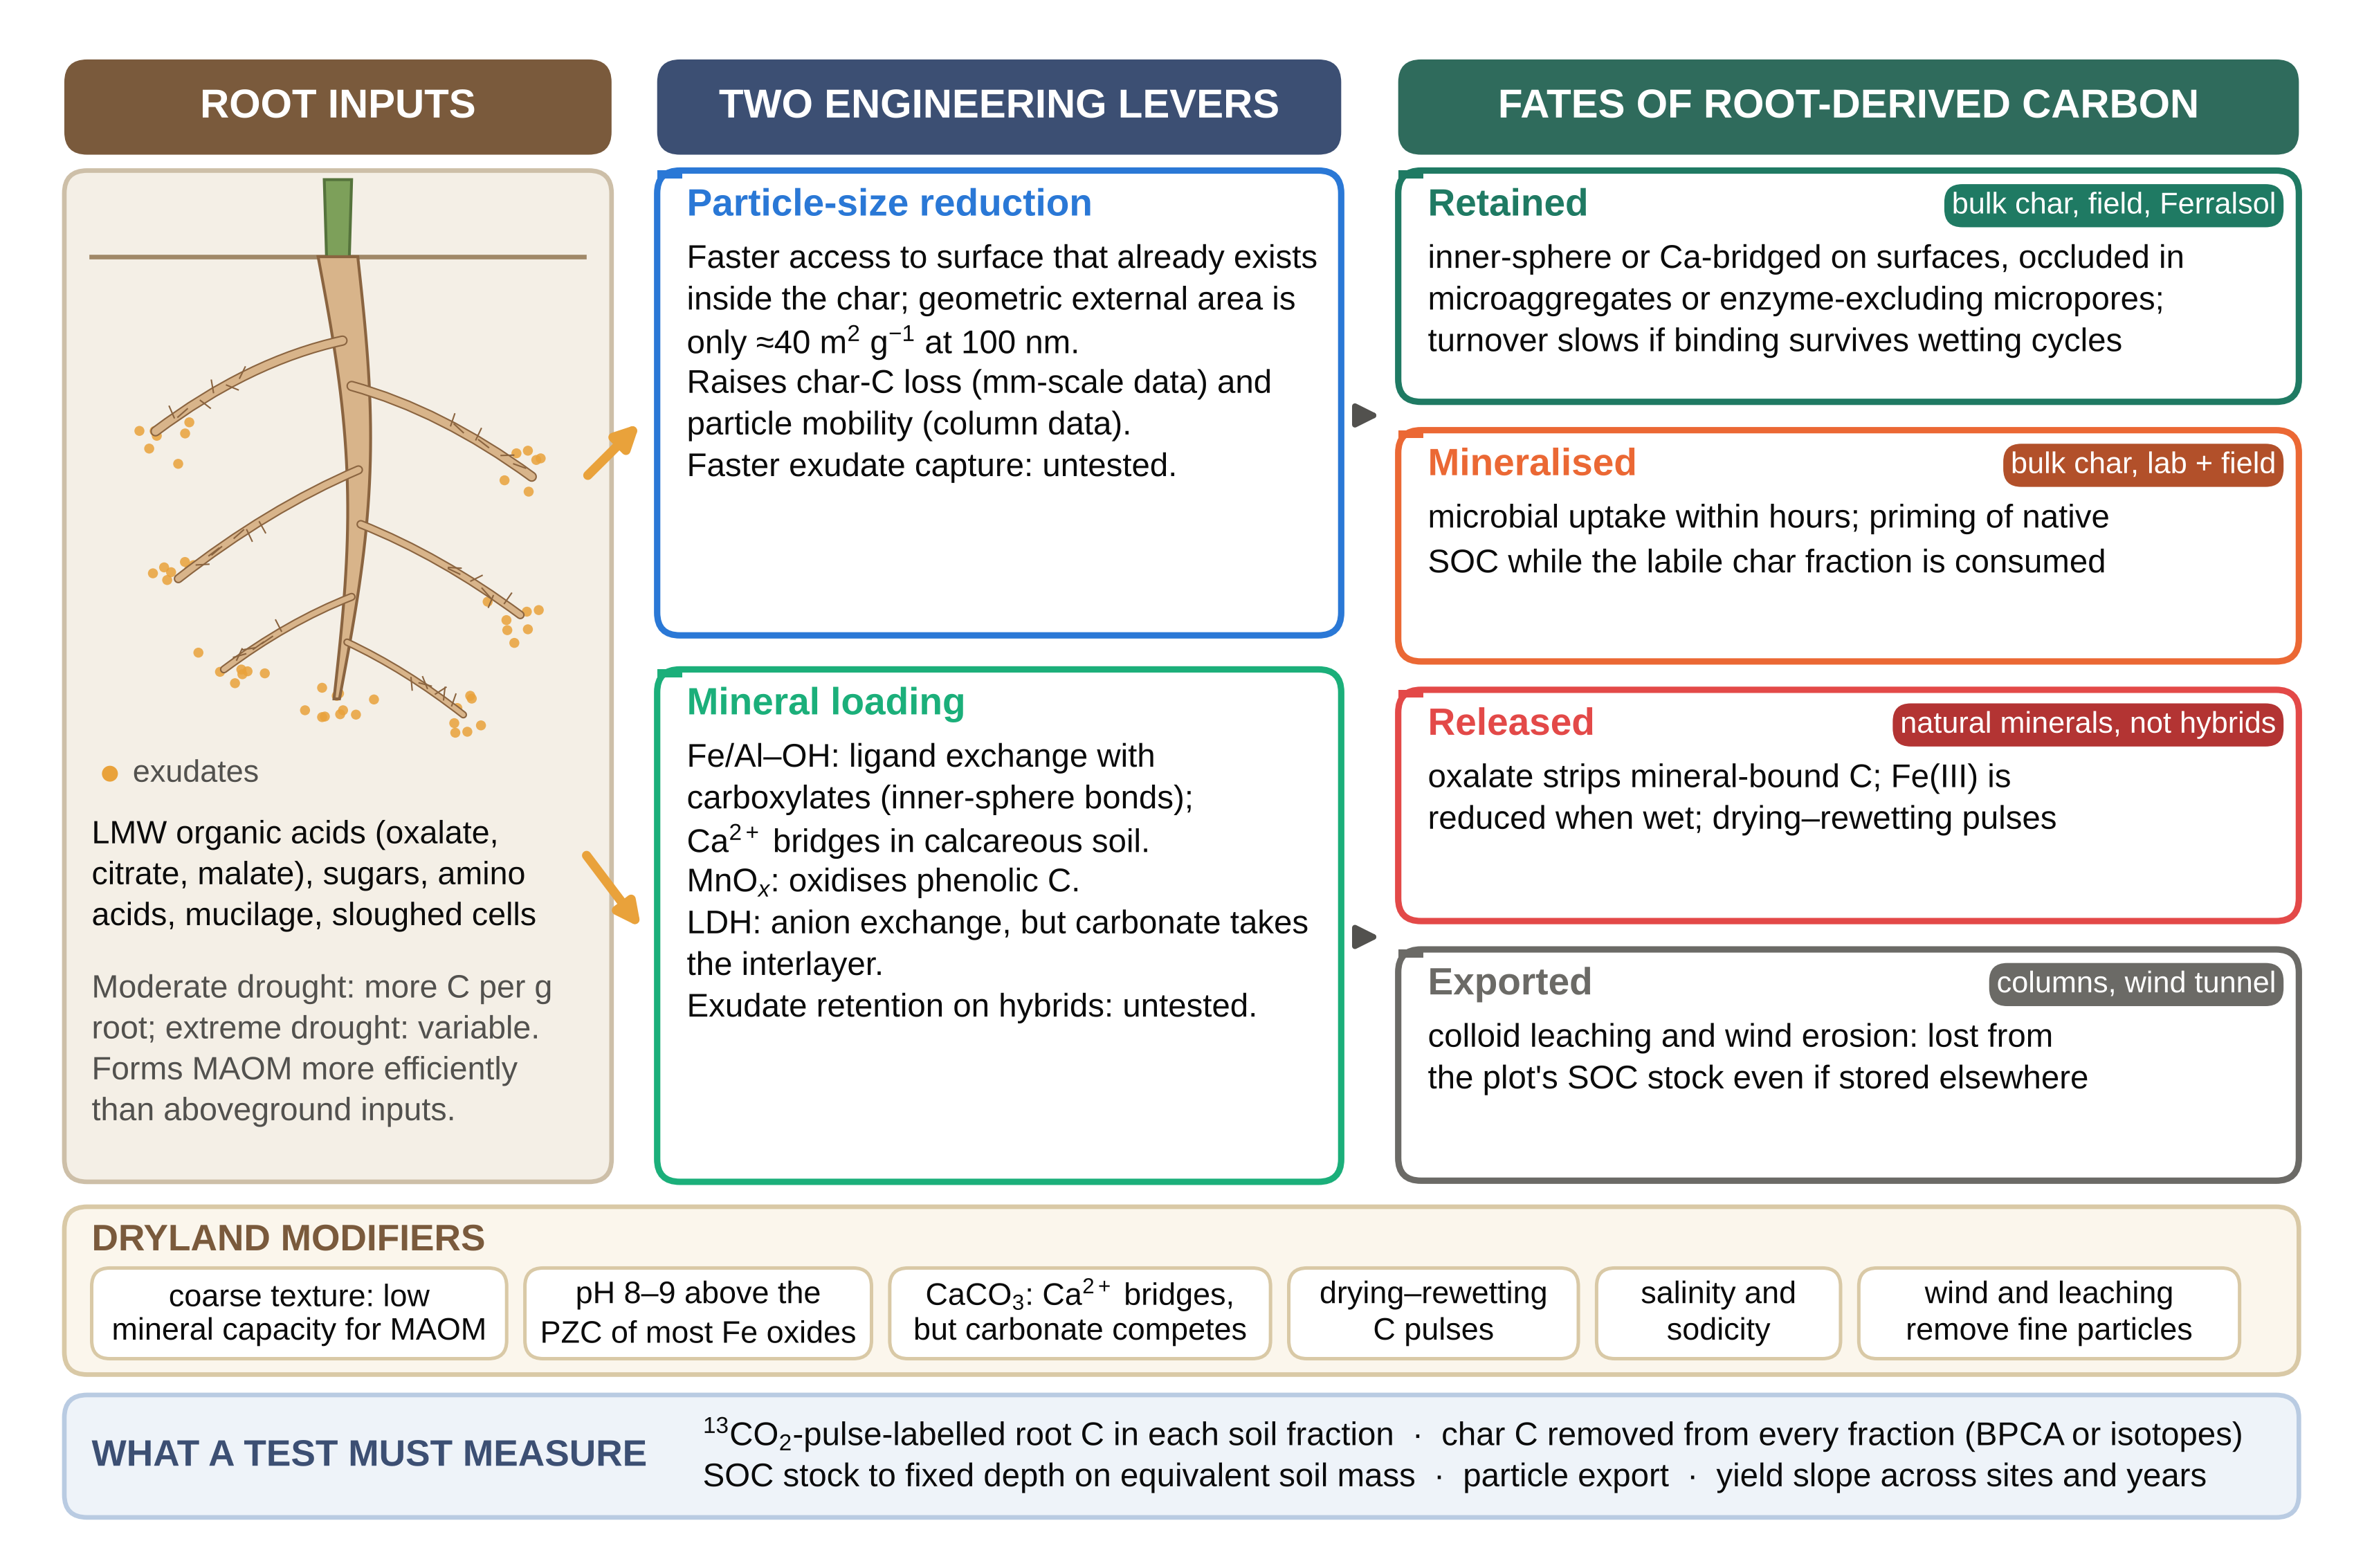 ROOT INPUTS
exudates
LMW organic acids (oxalate,
citrate, malate), sugars, amino
acids, mucilage, sloughed cells
Moderate drought: more C per g
root; extreme drought: variable.
Forms MAOM more efficiently
than aboveground inputs.
TWO ENGINEERING LEVERS
Particle-size reduction
Faster access to surface that already exists
inside the char; geometric external area is
only ≈40 m² g⁻¹ at 100 nm.
Raises char-C loss (mm-scale data) and
particle mobility (column data).
Faster exudate capture: untested.
Mineral loading
Fe/Al–OH: ligand exchange with
carboxylates (inner-sphere bonds);
Ca²⁺ bridges in calcareous soil.
MnOₓ: oxidises phenolic C.
LDH: anion exchange, but carbonate takes
the interlayer.
Exudate retention on hybrids: untested.
FATES OF ROOT-DERIVED CARBON
Retained bulk char, field, Ferralsol
inner-sphere or Ca-bridged on surfaces, occluded in
microaggregates or enzyme-excluding micropores;
turnover slows if binding survives wetting cycles
Mineralised bulk char, lab + field
microbial uptake within hours; priming of native
SOC while the labile char fraction is consumed
Released natural minerals, not hybrids
oxalate strips mineral-bound C; Fe(III) is
reduced when wet; drying–rewetting pulses
Exported columns, wind tunnel
colloid leaching and wind erosion: lost from
the plot's SOC stock even if stored elsewhere
DRYLAND MODIFIERS
coarse texture: low
mineral capacity for MAOM
pH 8–9 above the
PZC of most Fe oxides
CaCO₃: Ca²⁺ bridges,
but carbonate competes
drying–rewetting
C pulses
salinity and
sodicity
wind and leaching
remove fine particles
WHAT A TEST MUST MEASURE
¹³CO₂-pulse-labelled root C in each soil fraction · char C removed from every fraction (BPCA or isotopes)
SOC stock to fixed depth on equivalent soil mass · particle export · yield slope across sites and years